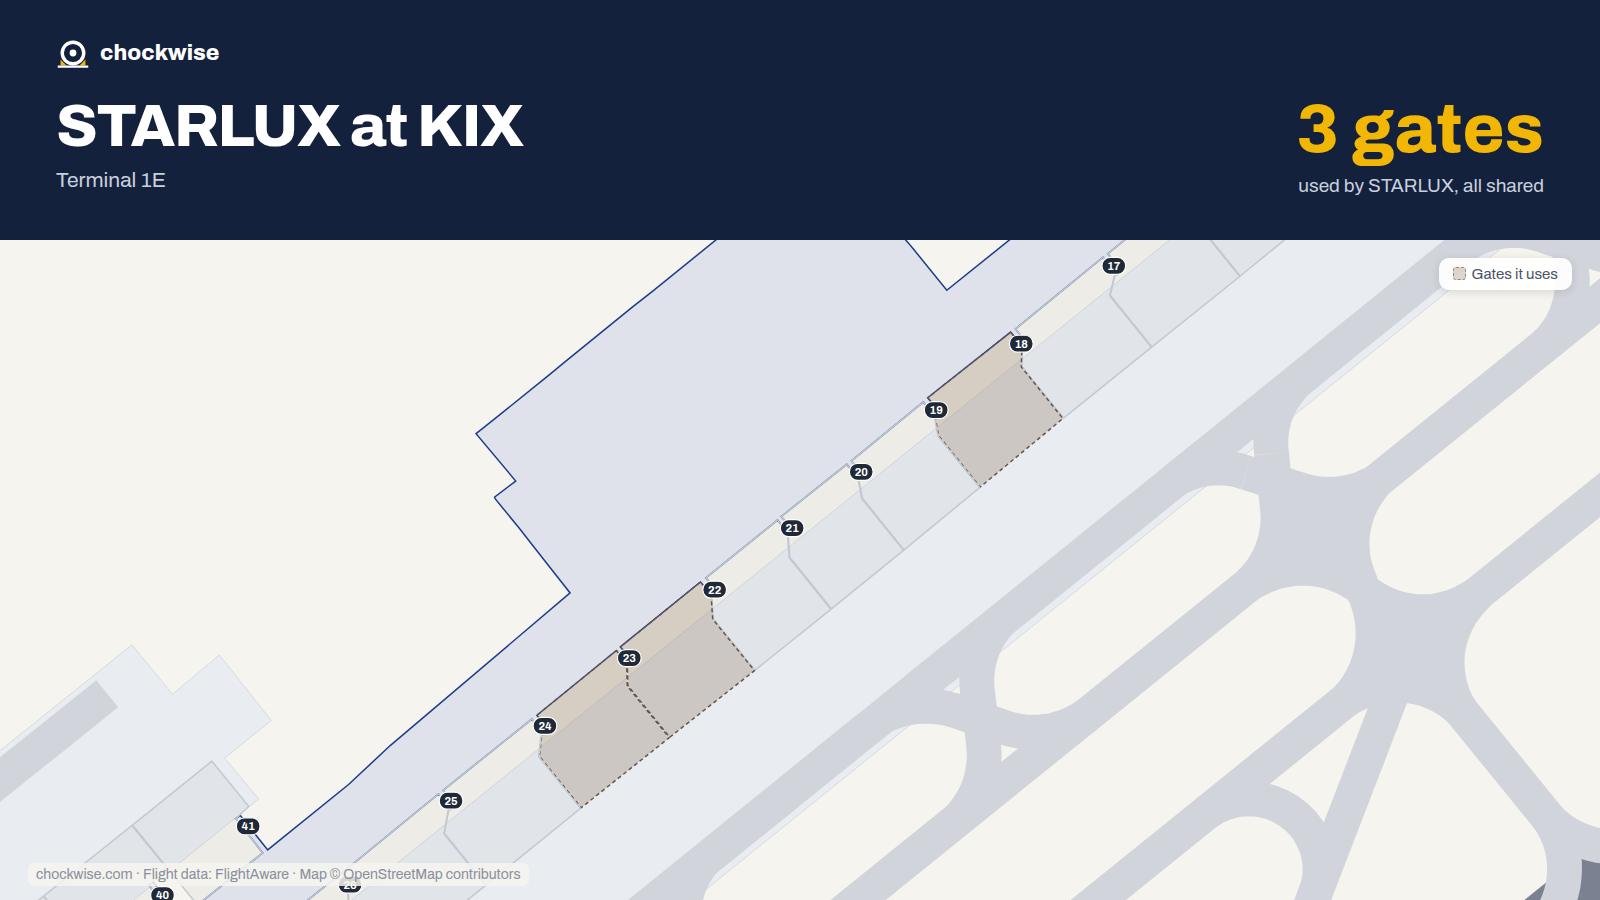 chockwise
STARLUX at KIX
Terminal 1E
3 gates
used by STARLUX, all shared
Gates it uses
17
18
19
20
21
22
23
24
25
41
40
chockwise.com · Flight data: FlightAware · Map © OpenStreetMap contributors